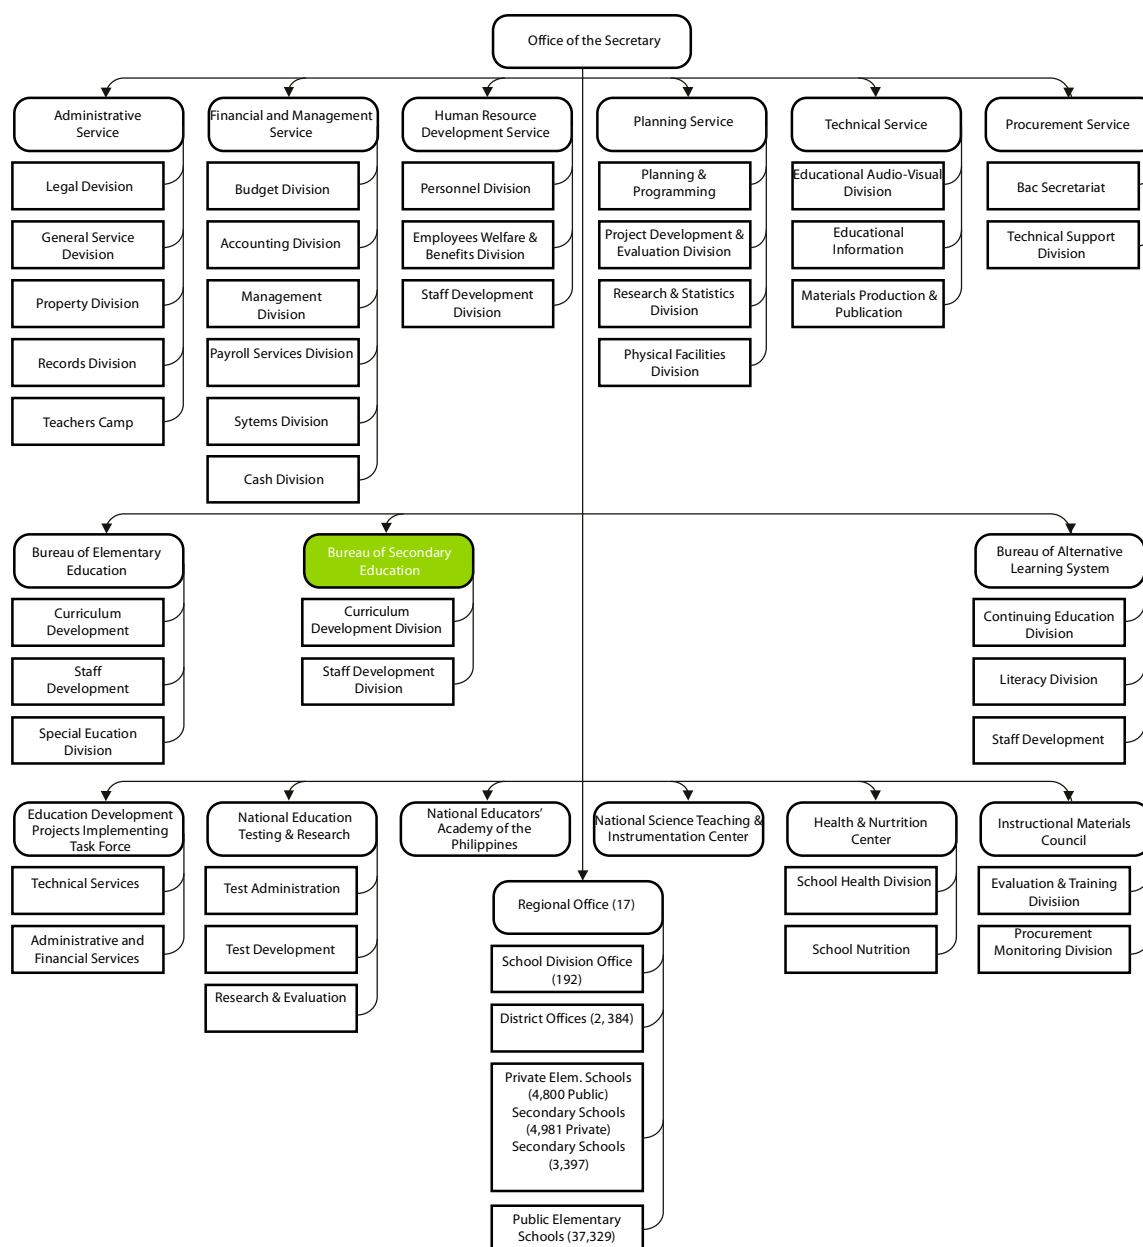 Office of the Secretary
Administrative
Service
Financial and Management
Service
Human Resource
Development Service
Planning Service
Technical Service
Procurement Service
Legal Devision
General Service
Devision
Property Division
Records Division
Teachers Camp
Budget Division
Accounting Division
Management
Division
Payroll Services Division
Sytems Division
Cash Division
Personnel Division
Employees Welfare &
Benefits Division
Staff Development
Division
Planning &
Programming
Project Development &
Evaluation Division
Research & Statistics
Division
Physical Facilities
Division
Educational Audio-Visual
Division
Educational
Information
Materials Production &
Publication
Bac Secretariat
Technical Support
Division
Bureau of Elementary
Education
Curriculum
Development
Staff
Development
Special Eucation
Division
Bureau of Secondary
Education
Curriculum
Development Division
Staff Development
Division
Bureau of Alternative
Learning System
Continuing Education
Division
Literacy Division
Staff Development
Education Development
Projects Implementing
Task Force
Technical Services
Administrative and
Financial Services
National Education
Testing & Research
Test Administration
Test Development
Research & Evaluation
National Educators'
Academy of the
Philippines
National Science Teaching &
Instrumentation Center
Health & Nurtrition
Center
School Health Division
School Nutrition
Instructional Materials
Council
Evaluation & Training
Divisiion
Procurement
Monitoring Division
Regional Office (17)
School Division Office
(192)
District Offices (2, 384)
Private Elem. Schools
(4,800 Public)
Secondary Schools
(4,981 Private)
Secondary Schools
(3,397)
Public Elementary
Schools (37,329)